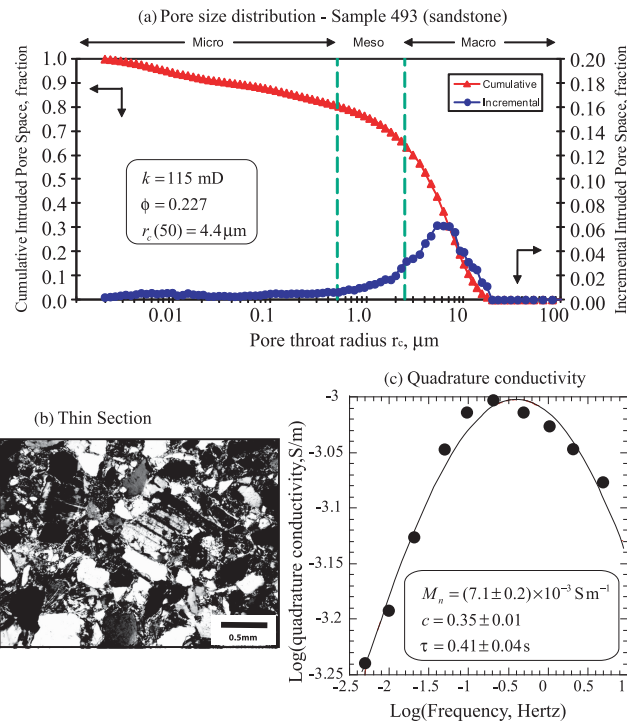 (a) Pore size distribution - Sample 493 (sandstone)
Micro Meso Macro
Cumulative Intruded Pore Space, fraction
1.0
0.9
0.8
0.7
0.6
0.5
0.4
0.3
0.2
0.1
0.0
Cumulative
Incremental
k = 115 mD
ϕ = 0.227
r_c(50) = 4.4 μm
0.20
0.18
0.16
0.14
0.12
0.10
0.08
0.06
0.04
0.02
0.00
Incremental Intruded Pore Space, fraction
0.01 0.1 1.0 10 100
Pore throat radius r_c, μm
(b) Thin Section
0.5mm
(c) Quadrature conductivity
Log(quadrature conductivity,S/m)
-3
-3.05
-3.1
-3.15
-3.2
-3.25
M_n = (7.1±0.2)×10⁻³ S m⁻¹
c = 0.35±0.01
τ = 0.41±0.04 s
-2.5 -2 -1.5 -1 -0.5 0 0.5 1
Log(Frequency, Hertz)